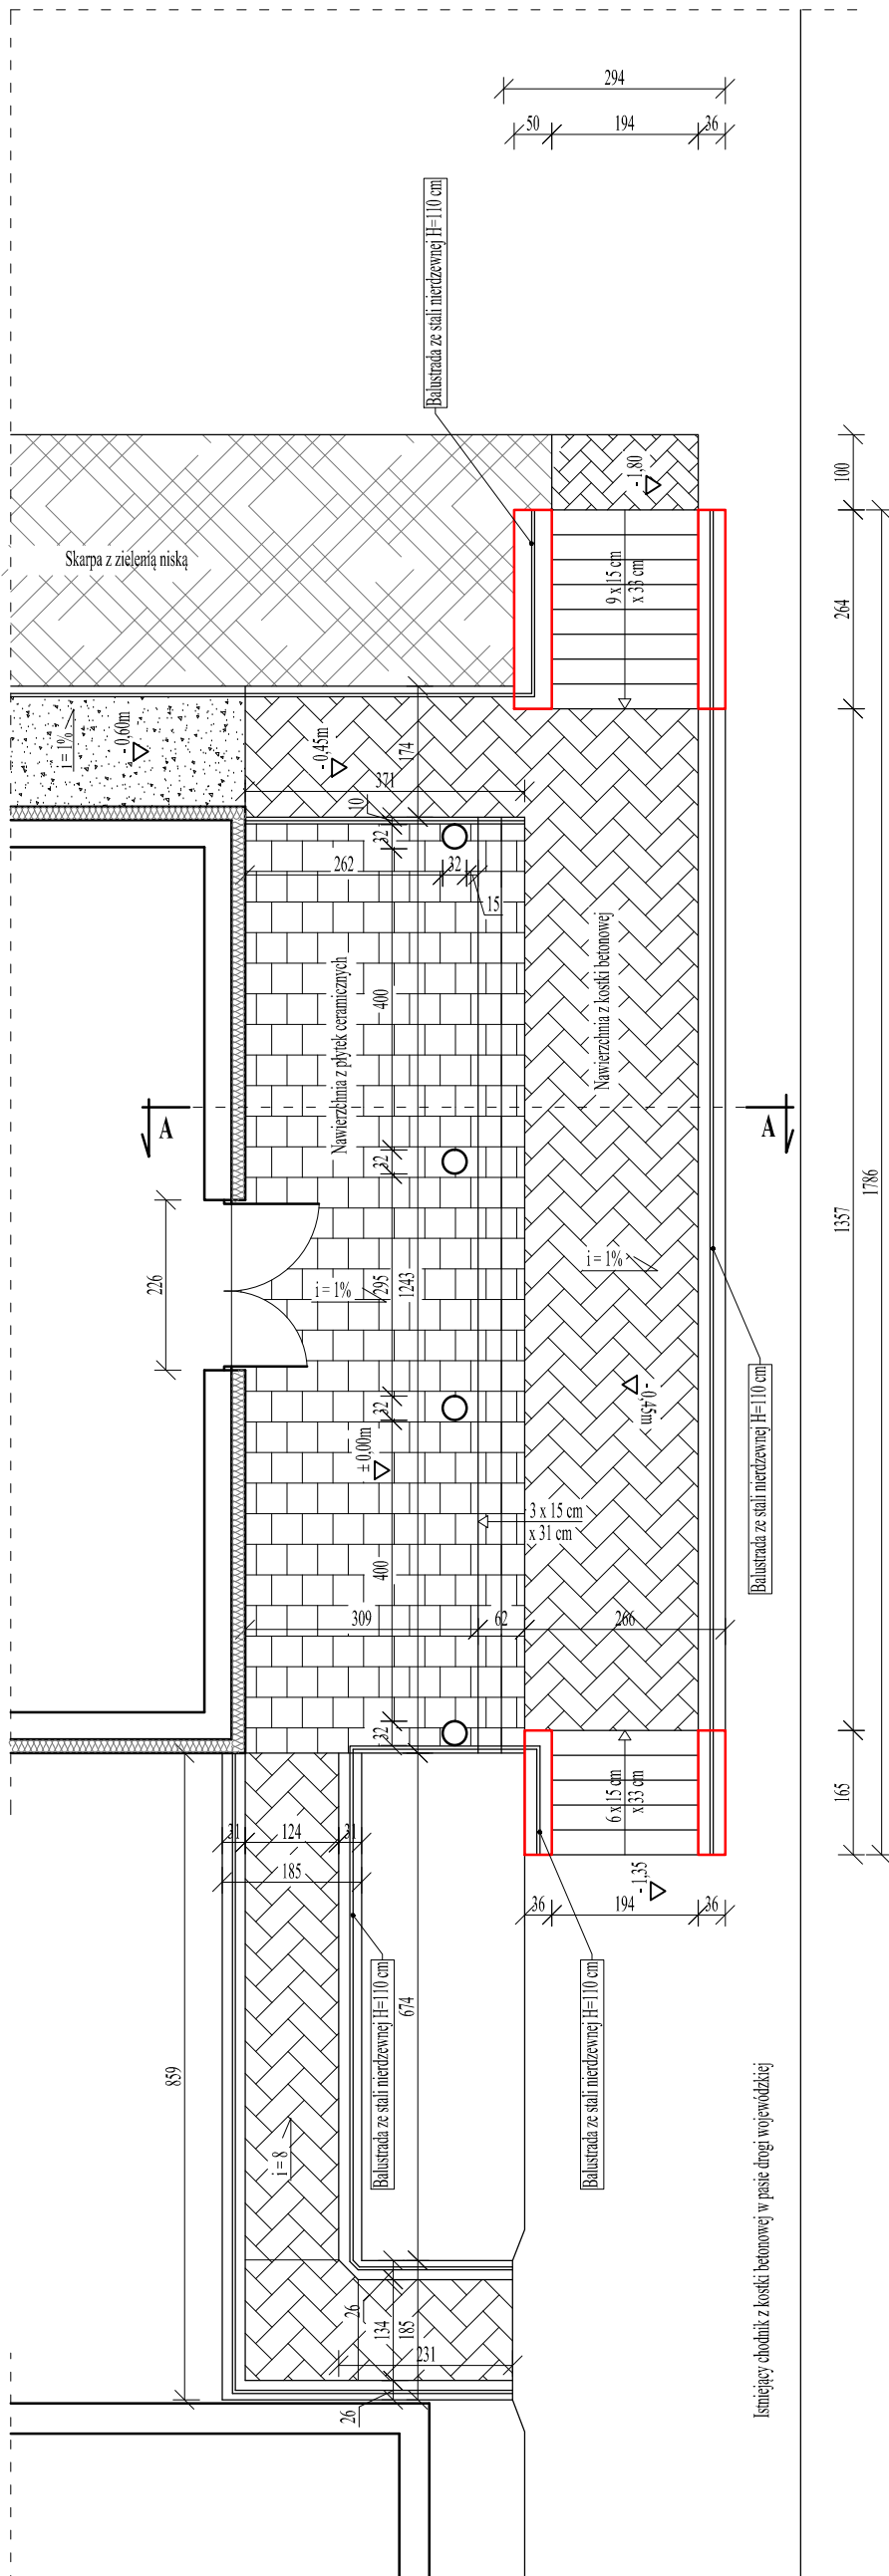 294
50
194
36
Balustrada ze stali nierdzewnej H=110 cm
100
- 1,80
Skarpa z zielenią niską
9 x 15 cm
x 33 cm
264
i = 1%
- 0,60m
- 0,45m
174
371
10
32
262
32
15
Nawierzchnia z płytek ceramicznych
400
Nawierzchnia z kostki betonowej
A
A
32
1786
1357
226
i = 1%
295
1243
i = 1%
32
- 0,45m
Balustrada ze stali nierdzewnej H=110 cm
± 0,00m
3 x 15 cm
x 31 cm
400
309
62
266
32
6 x 15 cm
x 33 cm
165
31
124
31
185
- 1,35
36
194
36
Balustrada ze stali nierdzewnej H=110 cm
674
Balustrada ze stali nierdzewnej H=110 cm
859
i = 8
Istniejący chodnik z kostki betonowej w pasie drogi wojewódzkiej
26
134
185
231
26